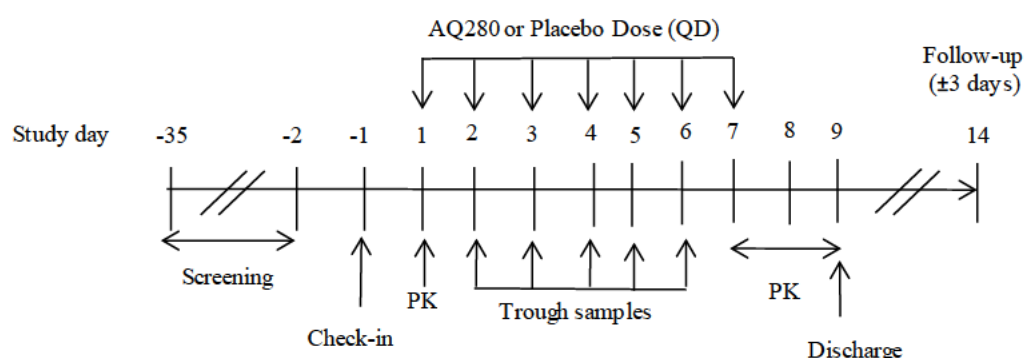 AQ280 or Placebo Dose (QD)
Follow-up
(±3 days)
Study day -35 -2 -1 1 2 3 4 5 6 7 8 9 14
Screening
PK
Trough samples
PK
Check-in
Discharge